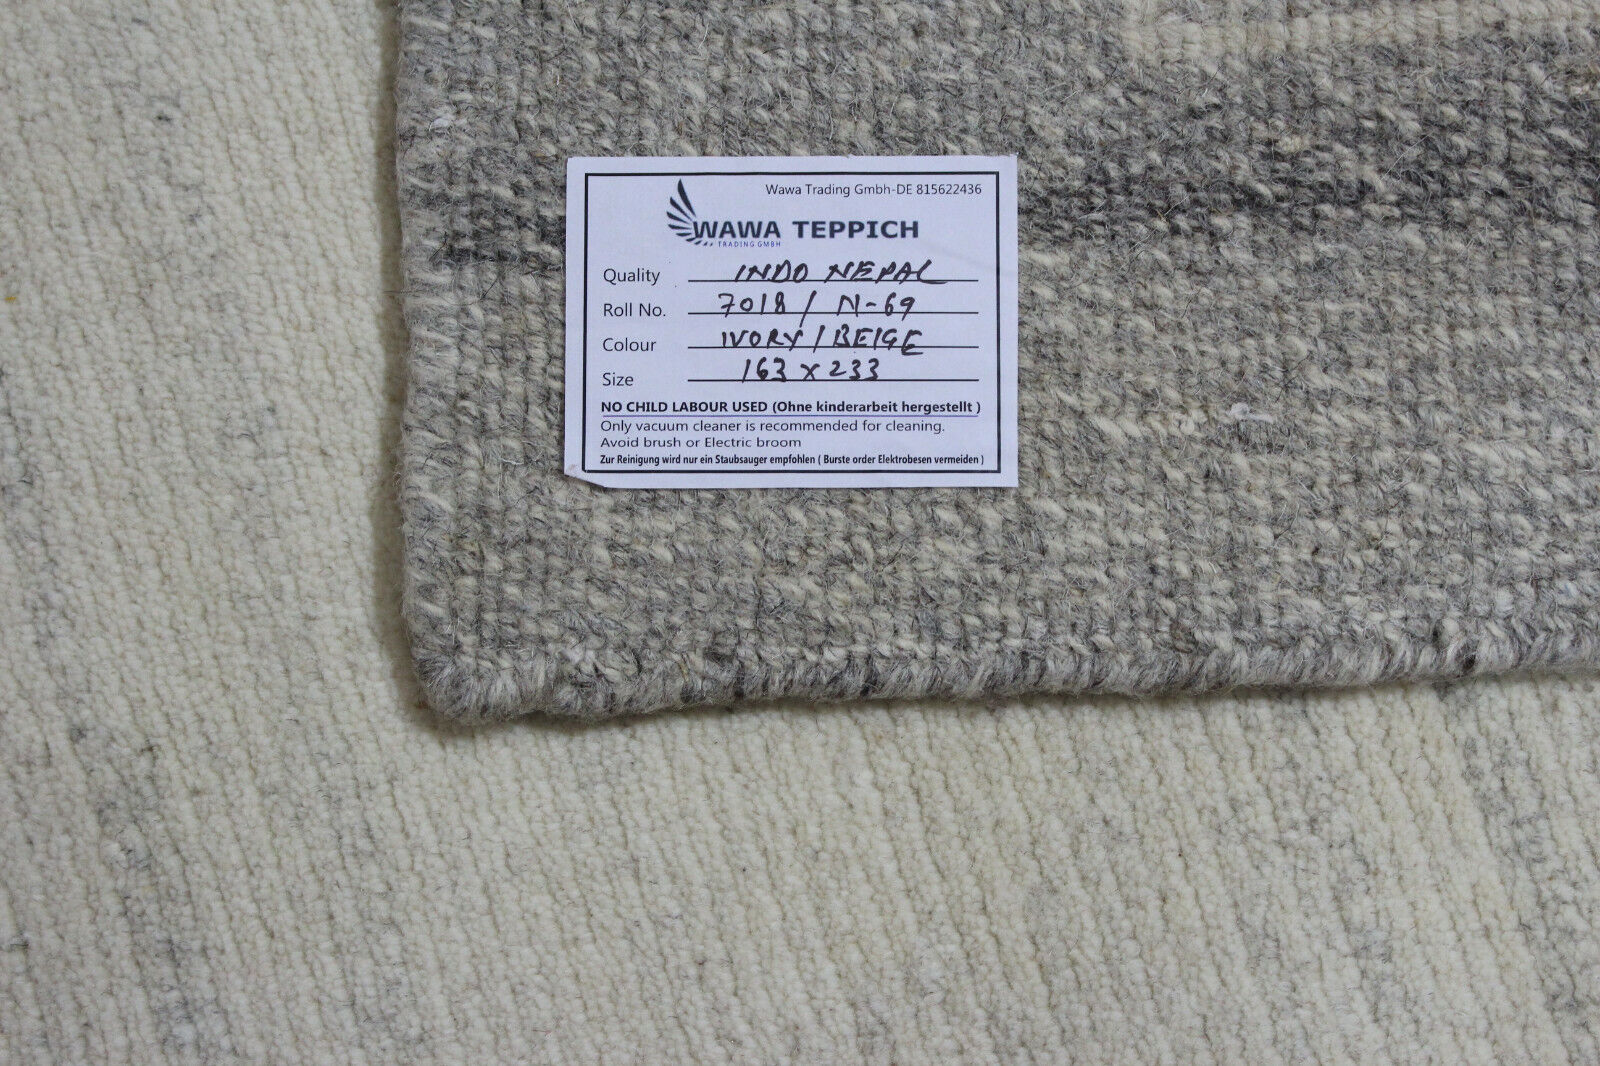 Wawa Trading Gmbh-DE 815622436
WAWA TEPPICH
TRADING GMBH
Quality INDO NEPAL
Roll No. 7018 / N-69
Colour IVORY / BEIGE
Size 163 x 233
NO CHILD LABOUR USED (Ohne kinderarbeit hergestellt )
Only vacuum cleaner is recommended for cleaning.
Avoid brush or Electric broom
Zur Reinigung wird nur ein Staubsauger empfohlen ( Burste order Elektrobesen vermeiden )